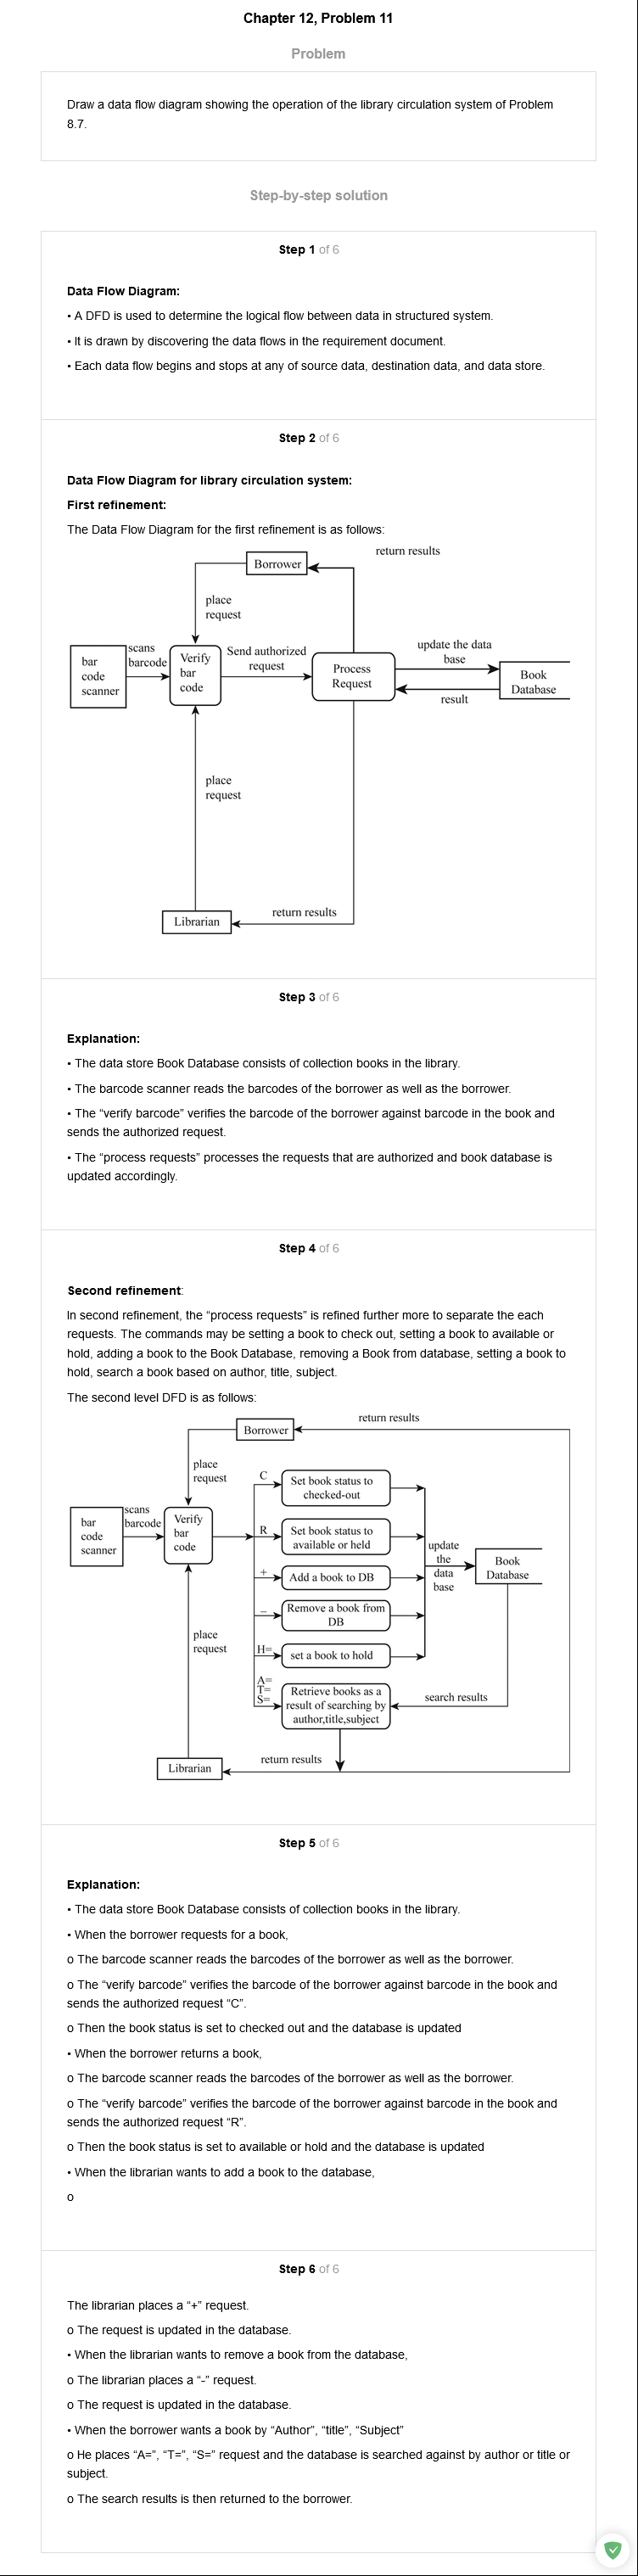 Chapter 12, Problem 11
Problem
Draw a data flow diagram showing the operation of the library circulation system of Problem
8.7.
Step-by-step solution
Step 1 of 6
Data Flow Diagram:
• A DFD is used to determine the logical flow between data in structured system.
• It is drawn by discovering the data flows in the requirement document.
• Each data flow begins and stops at any of source data, destination data, and data store.
Step 2 of 6
Data Flow Diagram for library circulation system:
First refinement:
The Data Flow Diagram for the first refinement is as follows:
return results
Borrower
place
request
bar
code
scanner
scans
barcode
Verify
bar
code
Send authorized
request
Process
Request
update the data
base
result
Book
Database
place
request
Librarian
return results
Step 3 of 6
Explanation:
• The data store Book Database consists of collection books in the library.
• The barcode scanner reads the barcodes of the borrower as well as the borrower.
• The “verify barcode” verifies the barcode of the borrower against barcode in the book and
sends the authorized request.
• The “process requests” processes the requests that are authorized and book database is
updated accordingly.
Step 4 of 6
Second refinement:
In second refinement, the “process requests” is refined further more to separate the each
requests. The commands may be setting a book to check out, setting a book to available or
hold, adding a book to the Book Database, removing a Book from database, setting a book to
hold, search a book based on author, title, subject.
The second level DFD is as follows:
return results
Borrower
place
request
bar
code
scanner
scans
barcode
Verify
bar
code
C
Set book status to
checked-out
R
Set book status to
available or held
+
Add a book to DB
−
Remove a book from
DB
H=
set a book to hold
A=
T=
S=
Retrieve books as a
result of searching by
author,title,subject
update
the
data
base
Book
Database
search results
place
request
Librarian
return results
Step 5 of 6
Explanation:
• The data store Book Database consists of collection books in the library.
• When the borrower requests for a book,
o The barcode scanner reads the barcodes of the borrower as well as the borrower.
o The “verify barcode” verifies the barcode of the borrower against barcode in the book and
sends the authorized request “C”.
o Then the book status is set to checked out and the database is updated
• When the borrower returns a book,
o The barcode scanner reads the barcodes of the borrower as well as the borrower.
o The “verify barcode” verifies the barcode of the borrower against barcode in the book and
sends the authorized request “R”.
o Then the book status is set to available or hold and the database is updated
• When the librarian wants to add a book to the database,
o
Step 6 of 6
The librarian places a “+” request.
o The request is updated in the database.
• When the librarian wants to remove a book from the database,
o The librarian places a “-” request.
o The request is updated in the database.
• When the borrower wants a book by “Author”, “title”, “Subject”
o He places “A=”, “T=”, “S=” request and the database is searched against by author or title or
subject.
o The search results is then returned to the borrower.